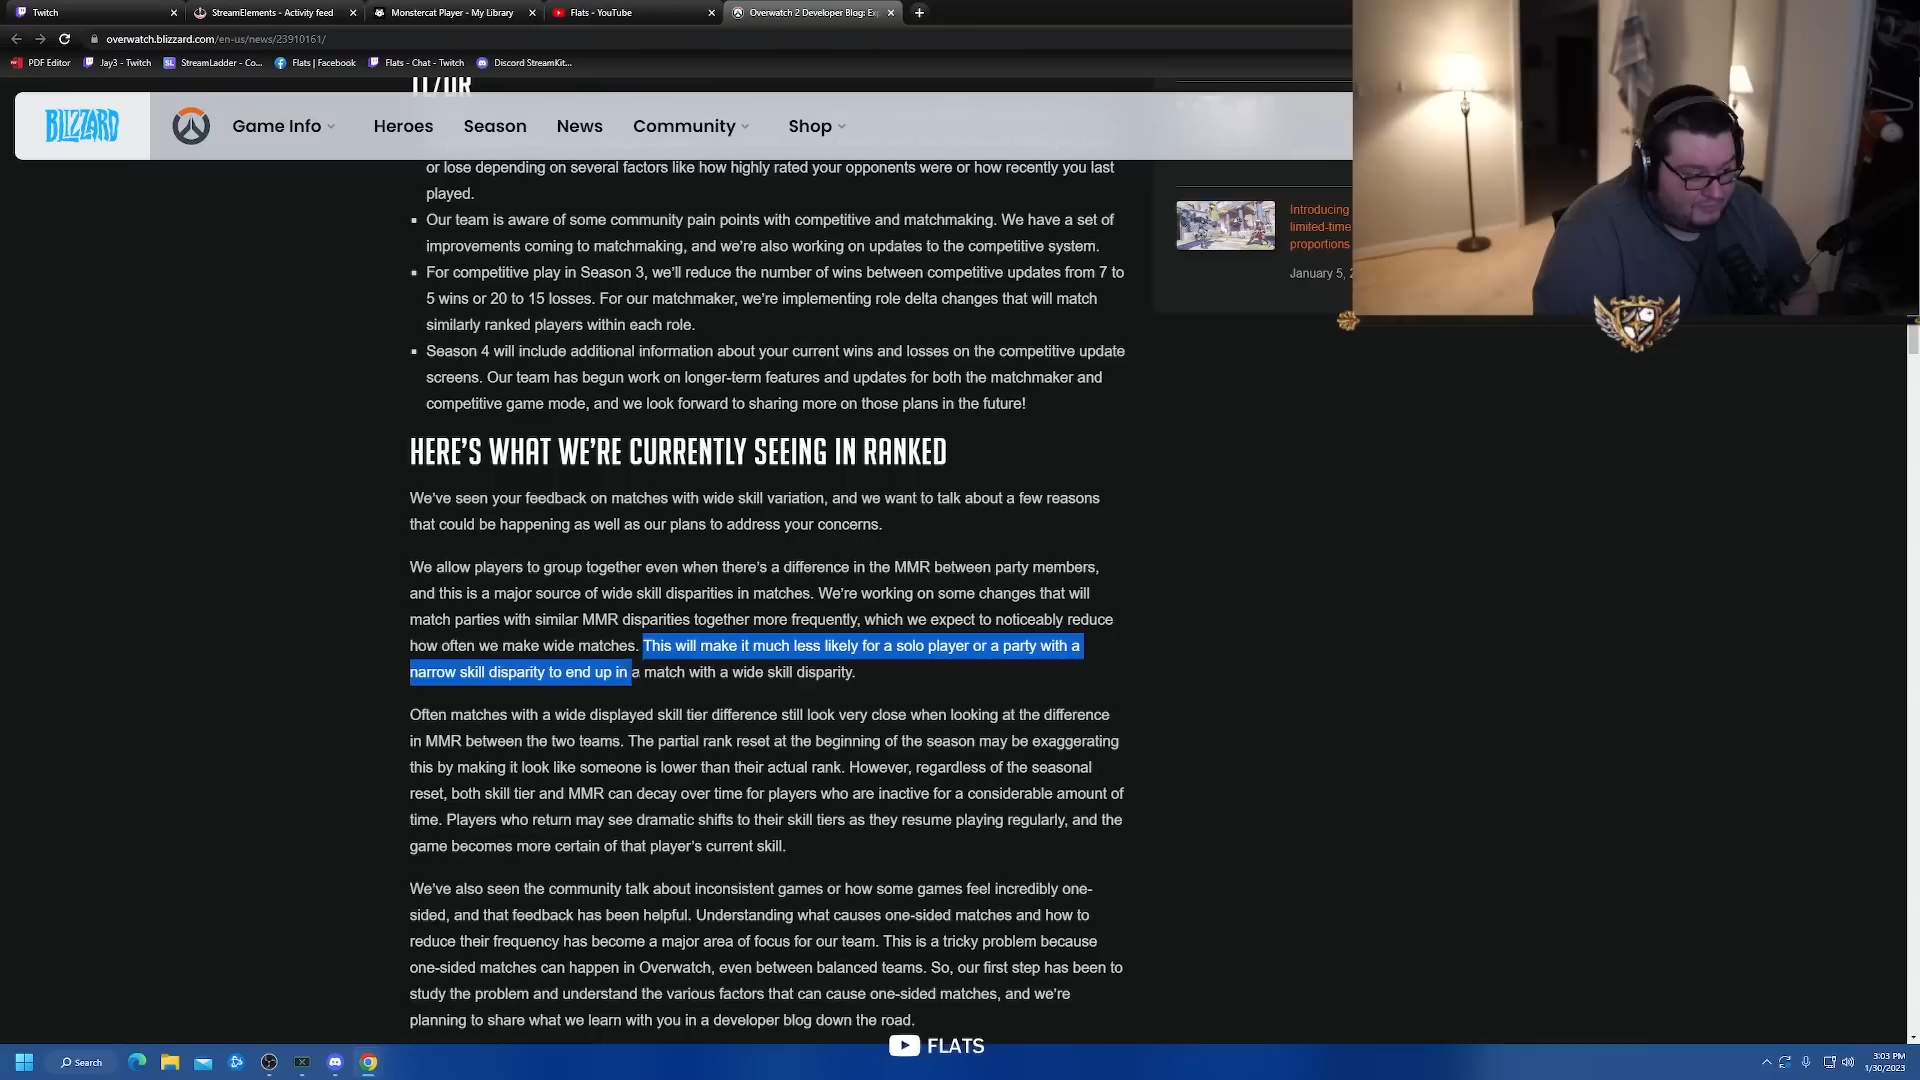 Twitch
StreamElements - Activity feed
Monstercat Player - My Library
Flats - YouTube
Overwatch 2 Developer Blog: Ex
overwatch.blizzard.com/en-us/news/23910161/
PDF Editor
Jay3 - Twitch
StreamLadder - Co...
Flats | Facebook
Flats - Chat - Twitch
Discord StreamKit...
TL/DR
BLIZZARD
Game Info
Heroes
Season
News
Community
Shop
or lose depending on several factors like how highly rated your opponents were or how recently you last
played.
Our team is aware of some community pain points with competitive and matchmaking. We have a set of
improvements coming to matchmaking, and we're also working on updates to the competitive system.
For competitive play in Season 3, we'll reduce the number of wins between competitive updates from 7 to
5 wins or 20 to 15 losses. For our matchmaker, we're implementing role delta changes that will match
similarly ranked players within each role.
Season 4 will include additional information about your current wins and losses on the competitive update
screens. Our team has begun work on longer-term features and updates for both the matchmaker and
competitive game mode, and we look forward to sharing more on those plans in the future!
Introducing
limited-time
proportions
January 5, 2
HERE'S WHAT WE'RE CURRENTLY SEEING IN RANKED
We've seen your feedback on matches with wide skill variation, and we want to talk about a few reasons
that could be happening as well as our plans to address your concerns.
We allow players to group together even when there's a difference in the MMR between party members,
and this is a major source of wide skill disparities in matches. We're working on some changes that will
match parties with similar MMR disparities together more frequently, which we expect to noticeably reduce
how often we make wide matches. This will make it much less likely for a solo player or a party with a
narrow skill disparity to end up in a match with a wide skill disparity.
Often matches with a wide displayed skill tier difference still look very close when looking at the difference
in MMR between the two teams. The partial rank reset at the beginning of the season may be exaggerating
this by making it look like someone is lower than their actual rank. However, regardless of the seasonal
reset, both skill tier and MMR can decay over time for players who are inactive for a considerable amount of
time. Players who return may see dramatic shifts to their skill tiers as they resume playing regularly, and the
game becomes more certain of that player's current skill.
We've also seen the community talk about inconsistent games or how some games feel incredibly one-
sided, and that feedback has been helpful. Understanding what causes one-sided matches and how to
reduce their frequency has become a major area of focus for our team. This is a tricky problem because
one-sided matches can happen in Overwatch, even between balanced teams. So, our first step has been to
study the problem and understand the various factors that can cause one-sided matches, and we're
planning to share what we learn with you in a developer blog down the road.
FLATS
Search
3:03 PM
1/30/2023